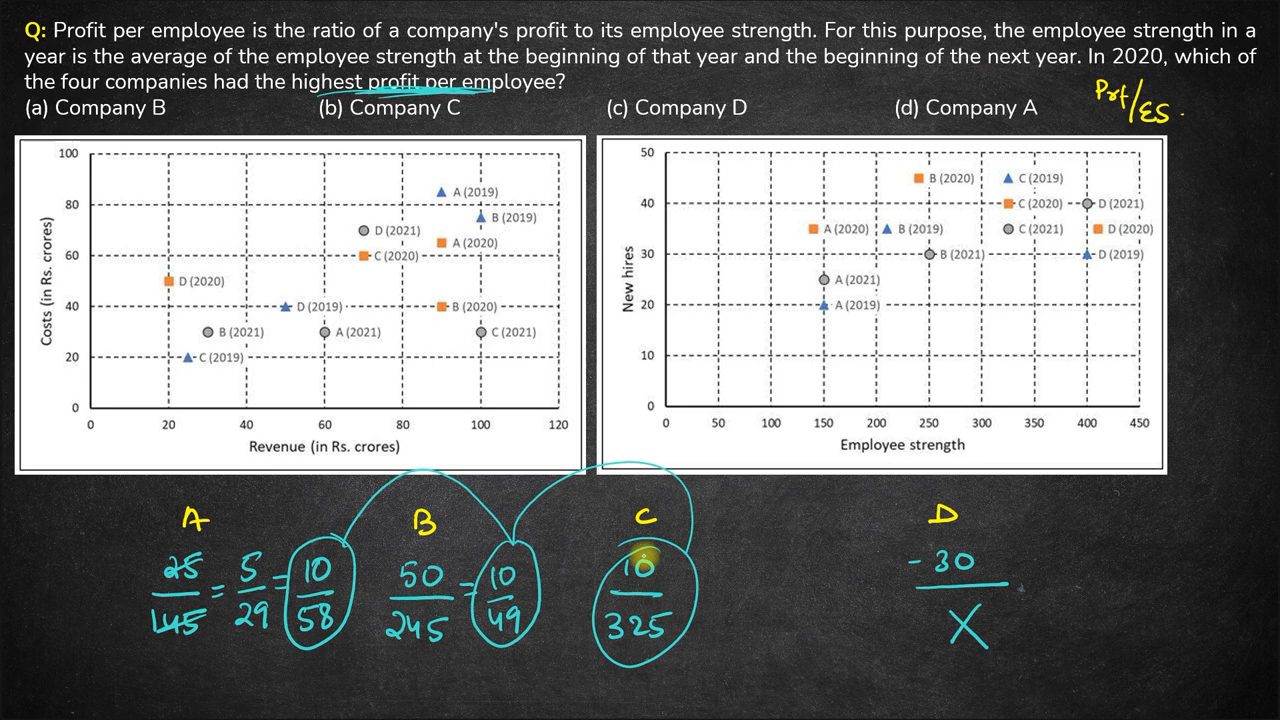 Q: Profit per employee is the ratio of a company's profit to its employee strength. For this purpose, the employee strength in a
year is the average of the employee strength at the beginning of that year and the beginning of the next year. In 2020, which of
the four companies had the highest profit per employee?
(a) Company B (b) Company C (c) Company D (d) Company A
Prf/ES.
100
80
60
40
20
0
0 20 40 60 80 100 120
Costs (in Rs. crores)
Revenue (in Rs. crores)
A (2019)
B (2019)
D (2021)
A (2020)
C (2020)
D (2020)
D (2019)
B (2020)
B (2021)
A (2021)
C (2021)
C (2019)
50
40
30
20
10
0
0 50 100 150 200 250 300 350 400 450
New hires
Employee strength
B (2020)
C (2019)
C (2020)
D (2021)
A (2020)
B (2019)
C (2021)
D (2020)
B (2021)
D (2019)
A (2021)
A (2019)
A B C D
25/145 = 5/29 = 10/58
50/245 = 10/49
10/325
-30/X